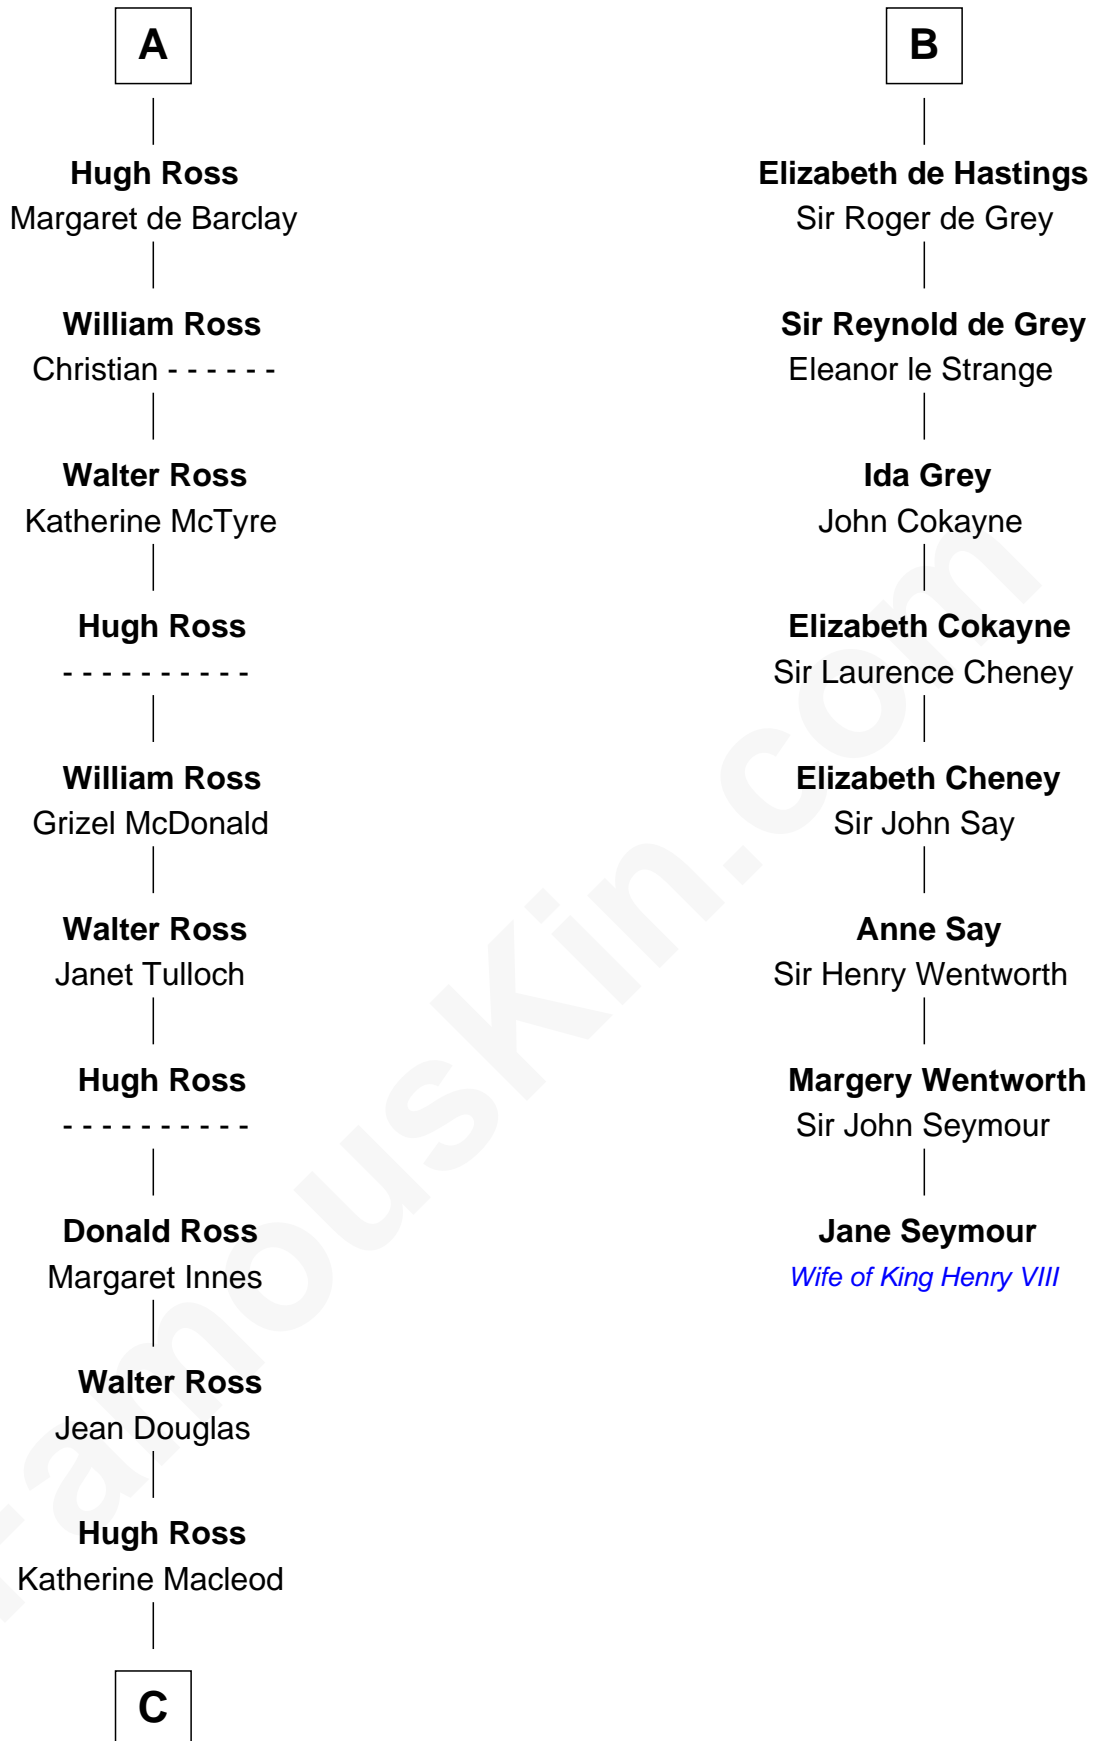 A
Hugh Ross
Margaret de Barclay
William Ross
Christian - - - - - -
Walter Ross
Katherine McTyre
Hugh Ross
- - - - - - - - - -
William Ross
Grizel McDonald
Walter Ross
Janet Tulloch
Hugh Ross
- - - - - - - - - -
Donald Ross
Margaret Innes
Walter Ross
Jean Douglas
Hugh Ross
Katherine Macleod
C
B
Elizabeth de Hastings
Sir Roger de Grey
Sir Reynold de Grey
Eleanor le Strange
Ida Grey
John Cokayne
Elizabeth Cokayne
Sir Laurence Cheney
Elizabeth Cheney
Sir John Say
Anne Say
Sir Henry Wentworth
Margery Wentworth
Sir John Seymour
Jane Seymour
Wife of King Henry VIII
FamousKin.com